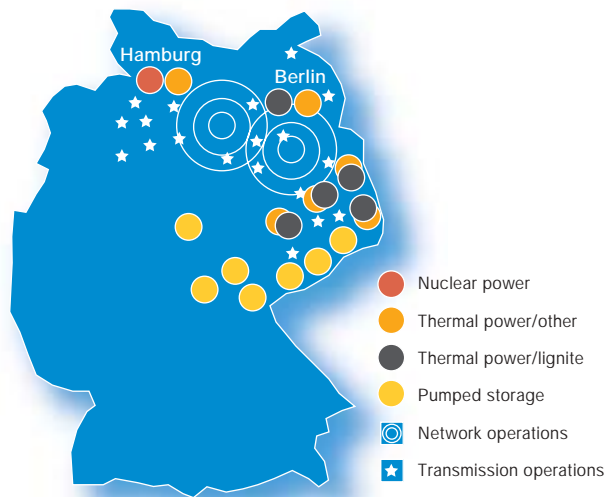 Hamburg
Berlin
Nuclear power
Thermal power/other
Thermal power/lignite
Pumped storage
Network operations
Transmission operations